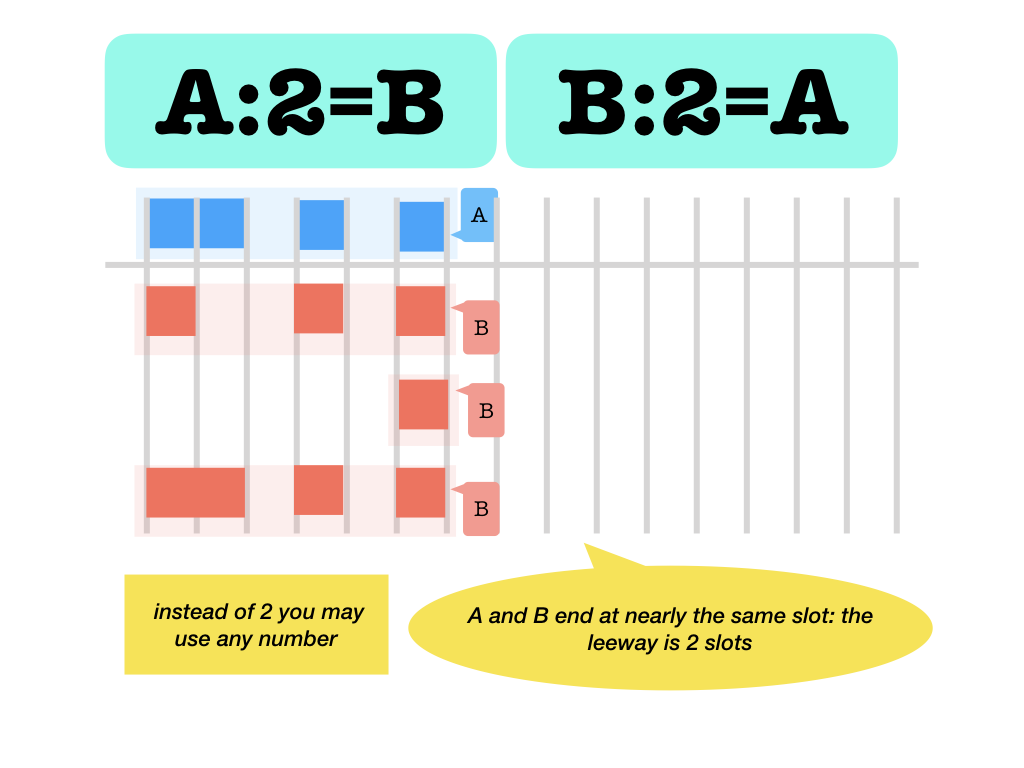 A:2=B
B:2=A
A
B
B
B
instead of 2 you may
use any number
A and B end at nearly the same slot: the
leeway is 2 slots